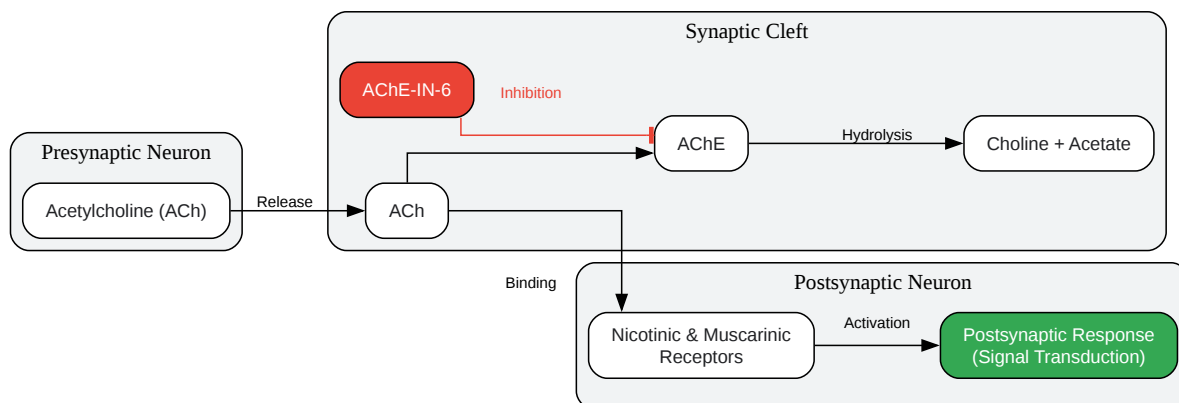 Synaptic Cleft
AChE-IN-6
Inhibition
AChE
Hydrolysis
Choline + Acetate
Presynaptic Neuron
Acetylcholine (ACh)
Release
ACh
Binding
Postsynaptic Neuron
Nicotinic & Muscarinic
Receptors
Activation
Postsynaptic Response
(Signal Transduction)